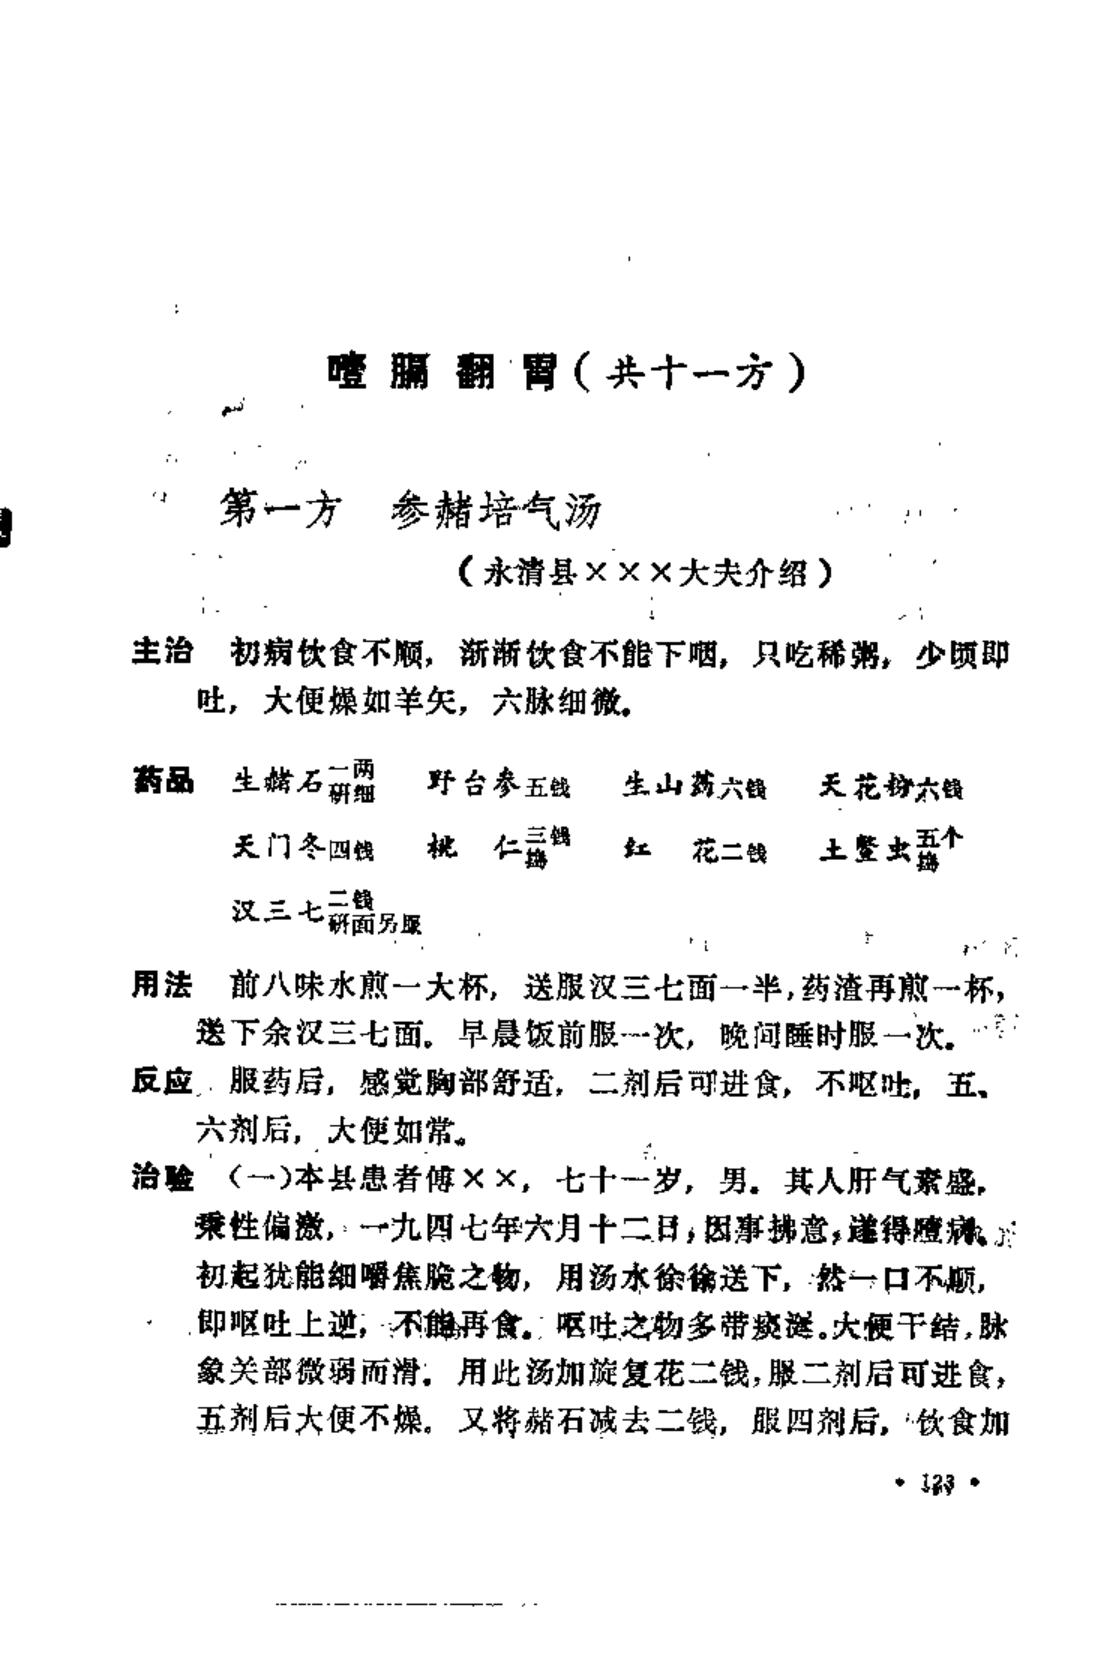 噎膈翻胃(共十一方)
第一方 参赭培气汤
(永清县×××大夫介绍)
主治 初病饮食不顺，渐渐饮食不能下咽，只吃稀粥，少顷即
吐，大便燥如羊矢，六脉细微。
药品 生赭石一两研细 野台参五钱 生山药六钱 天花粉六钱
天门冬四钱 桃仁三钱捣 红花二钱 土鳖虫五个捣
汉三七二钱研面另服
用法 前八味水煎一大杯，送服汉三七面一半，药渣再煎一杯，
送下余汉三七面。早晨饭前服一次，晚间睡时服一次。
反应 服药后，感觉胸部舒适，二剂后可进食，不呕吐，五、
六剂后，大便如常。
治验 (一)本县患者傅××，七十一岁，男。其人肝气素盛，
秉性偏激，一九四七年六月十二日，因事拂意，遂得噎病。
初起犹能细嚼焦脆之物，用汤水徐徐送下，然一口不顺，
即呕吐上逆，不能再食。呕吐之物多带痰涎。大便干结，脉
象关部微弱而滑。用此汤加旋复花二钱，服二剂后可进食，
五剂后大便不燥。又将赭石减去二钱，服四剂后，饮食加
• 123 •